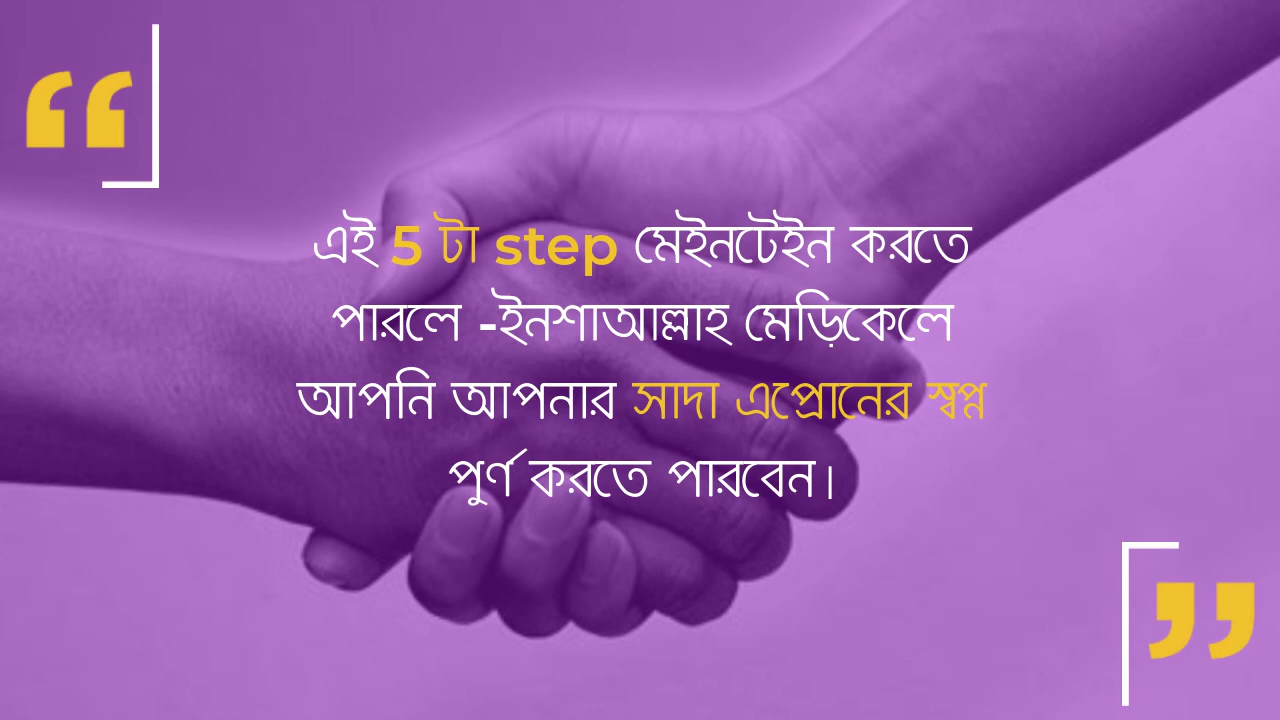 এই 5 টা step মেইনটেইন করতে
পারলে -ইনশাআল্লাহ মেড়িকেলে
আপনি আপনার সাদা এপ্রোনের স্বপ্ন
পুর্ণ করতে পারবেন।